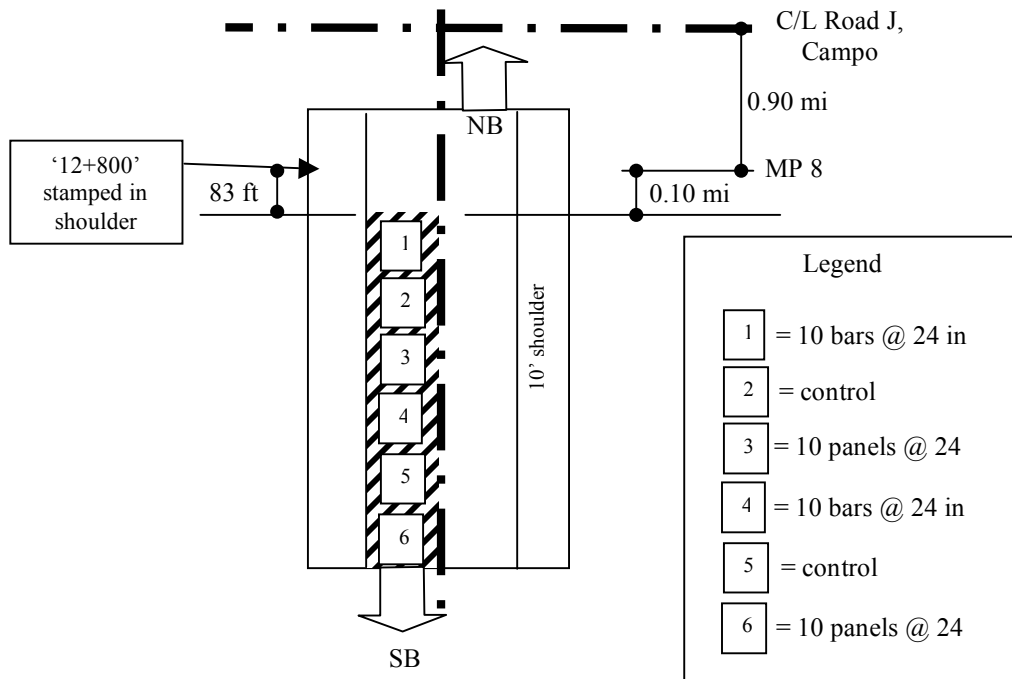 C/L Road J,
Campo
0.90 mi
NB
‘12+800’
stamped in
shoulder
83 ft
MP 8
0.10 mi
1
2
3
4
5
6
10’ shoulder
SB
Legend
1 = 10 bars @ 24 in
2 = control
3 = 10 panels @ 24
4 = 10 bars @ 24 in
5 = control
6 = 10 panels @ 24